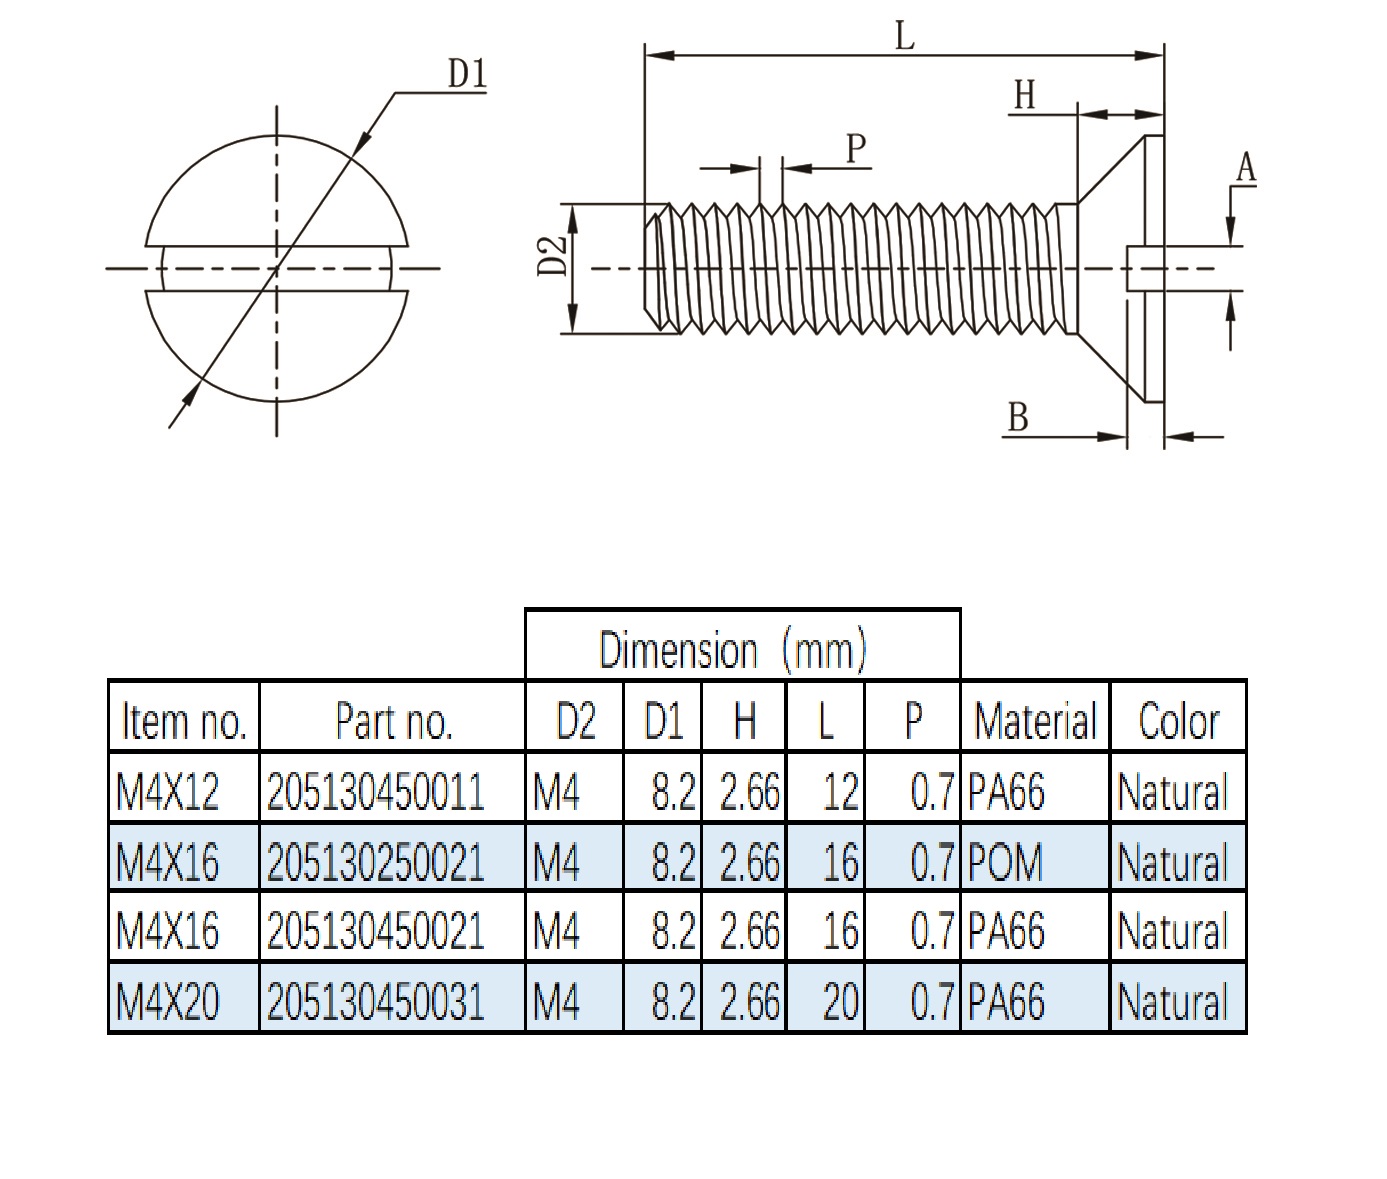 D1
L
H
P
A
D2
B
Dimension (mm)
Item no. Part no. D2 D1 H L P Material Color
M4X12 205130450011 M4 8.2 2.66 12 0.7 PA66 Natural
M4X16 205130250021 M4 8.2 2.66 16 0.7 POM Natural
M4X16 205130450021 M4 8.2 2.66 16 0.7 PA66 Natural
M4X20 205130450031 M4 8.2 2.66 20 0.7 PA66 Natural